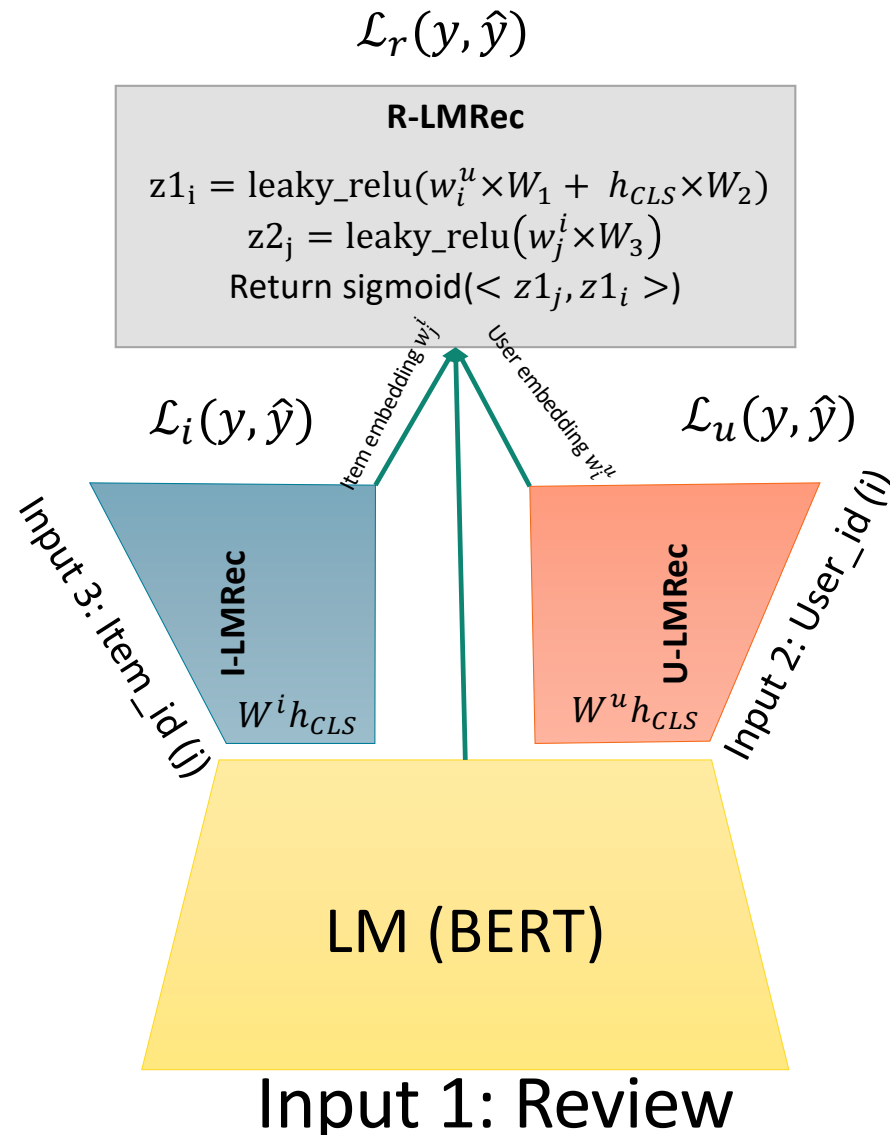 ℒ_r(y, ŷ)
R-LMRec
z1_i = leaky_relu(w_i^u×W_1 + h_CLS×W_2)
z2_j = leaky_relu(w_j^i×W_3)
Return sigmoid(< z1_j, z1_i >)
Item embedding w_j^i
User embedding w_i^u
ℒ_i(y, ŷ)
ℒ_u(y, ŷ)
Input 3: Item_id (j)
I-LMRec
W^i h_CLS
U-LMRec
W^u h_CLS
Input 2: User_id (i)
LM (BERT)
Input 1: Review